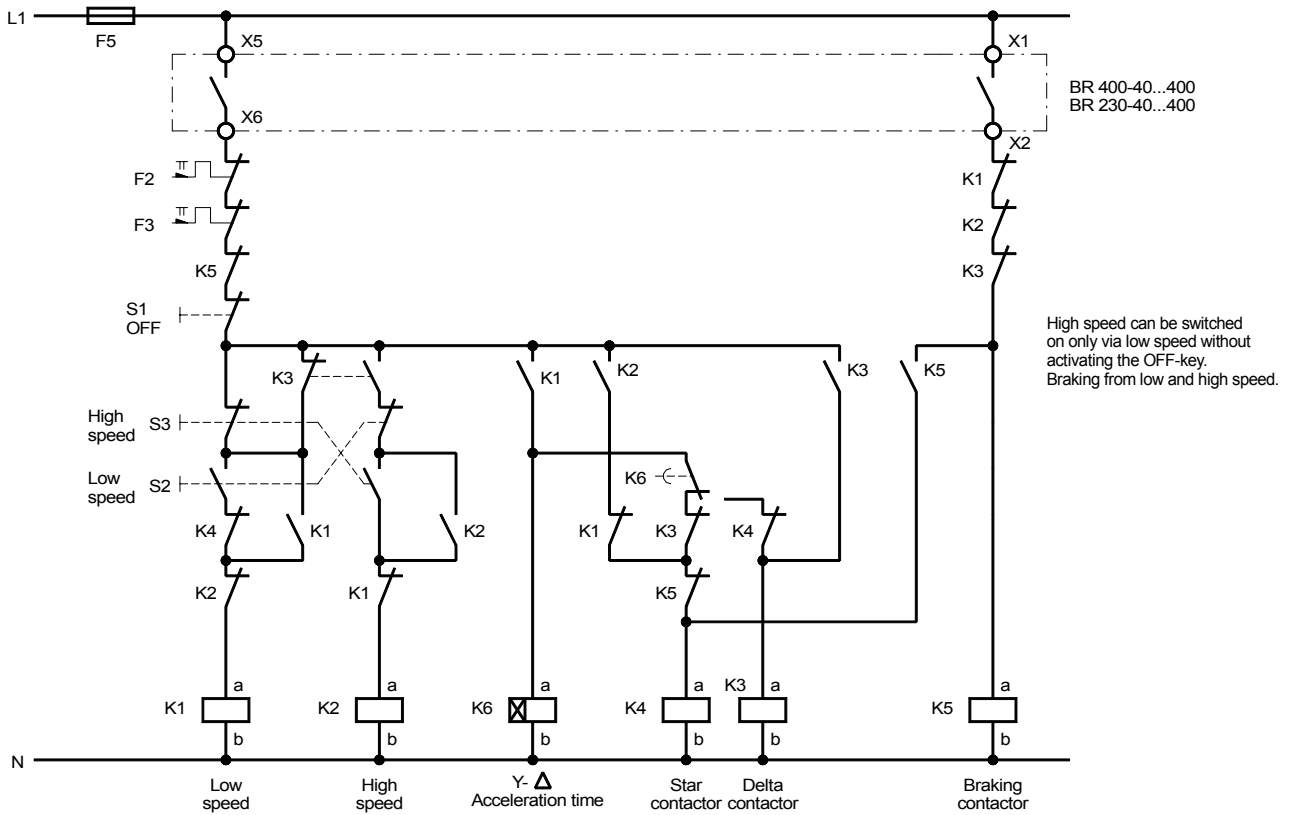 L1
F5
X5
X1
BR 400-40...400
BR 230-40...400
X6
X2
F2
K1
F3
K2
K5
K3
S1
OFF
High speed can be switched
on only via low speed without
activating the OFF-key.
Braking from low and high speed.
K3
K1
K2
K3
K5
High
speed
S3
Low
speed
S2
K6
K4
K1
K2
K1
K3
K4
K2
K1
K5
K1
a
b
K2
a
b
K6
a
b
K4
a
b
K3
a
b
K5
a
b
N
Low
speed
High
speed
Y- Δ
Acceleration time
Star
contactor
Delta
contactor
Braking
contactor